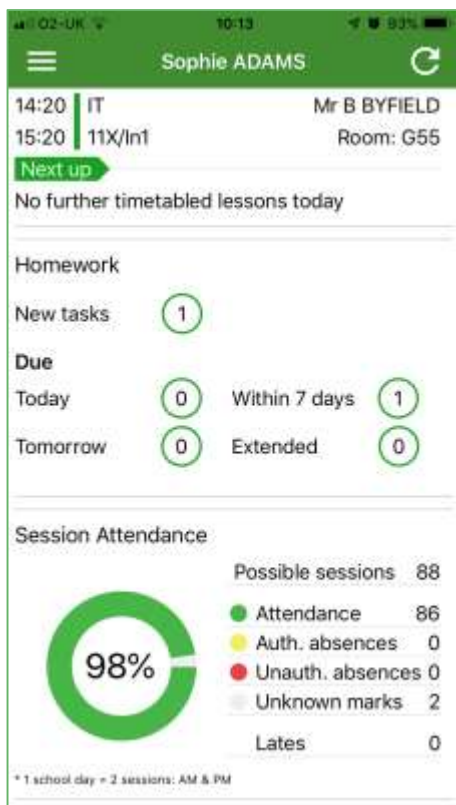 O2-UK 10:13 93%
Sophie ADAMS
14:20 IT Mr B BYFIELD
15:20 11X/In1 Room: G55
Next up
No further timetabled lessons today
Homework
New tasks 1
Due
Today 0 Within 7 days 1
Tomorrow 0 Extended 0
Session Attendance
Possible sessions 88
98%
Attendance 86
Auth. absences 0
Unauth. absences 0
Unknown marks 2
Lates 0
* 1 school day = 2 sessions: AM & PM